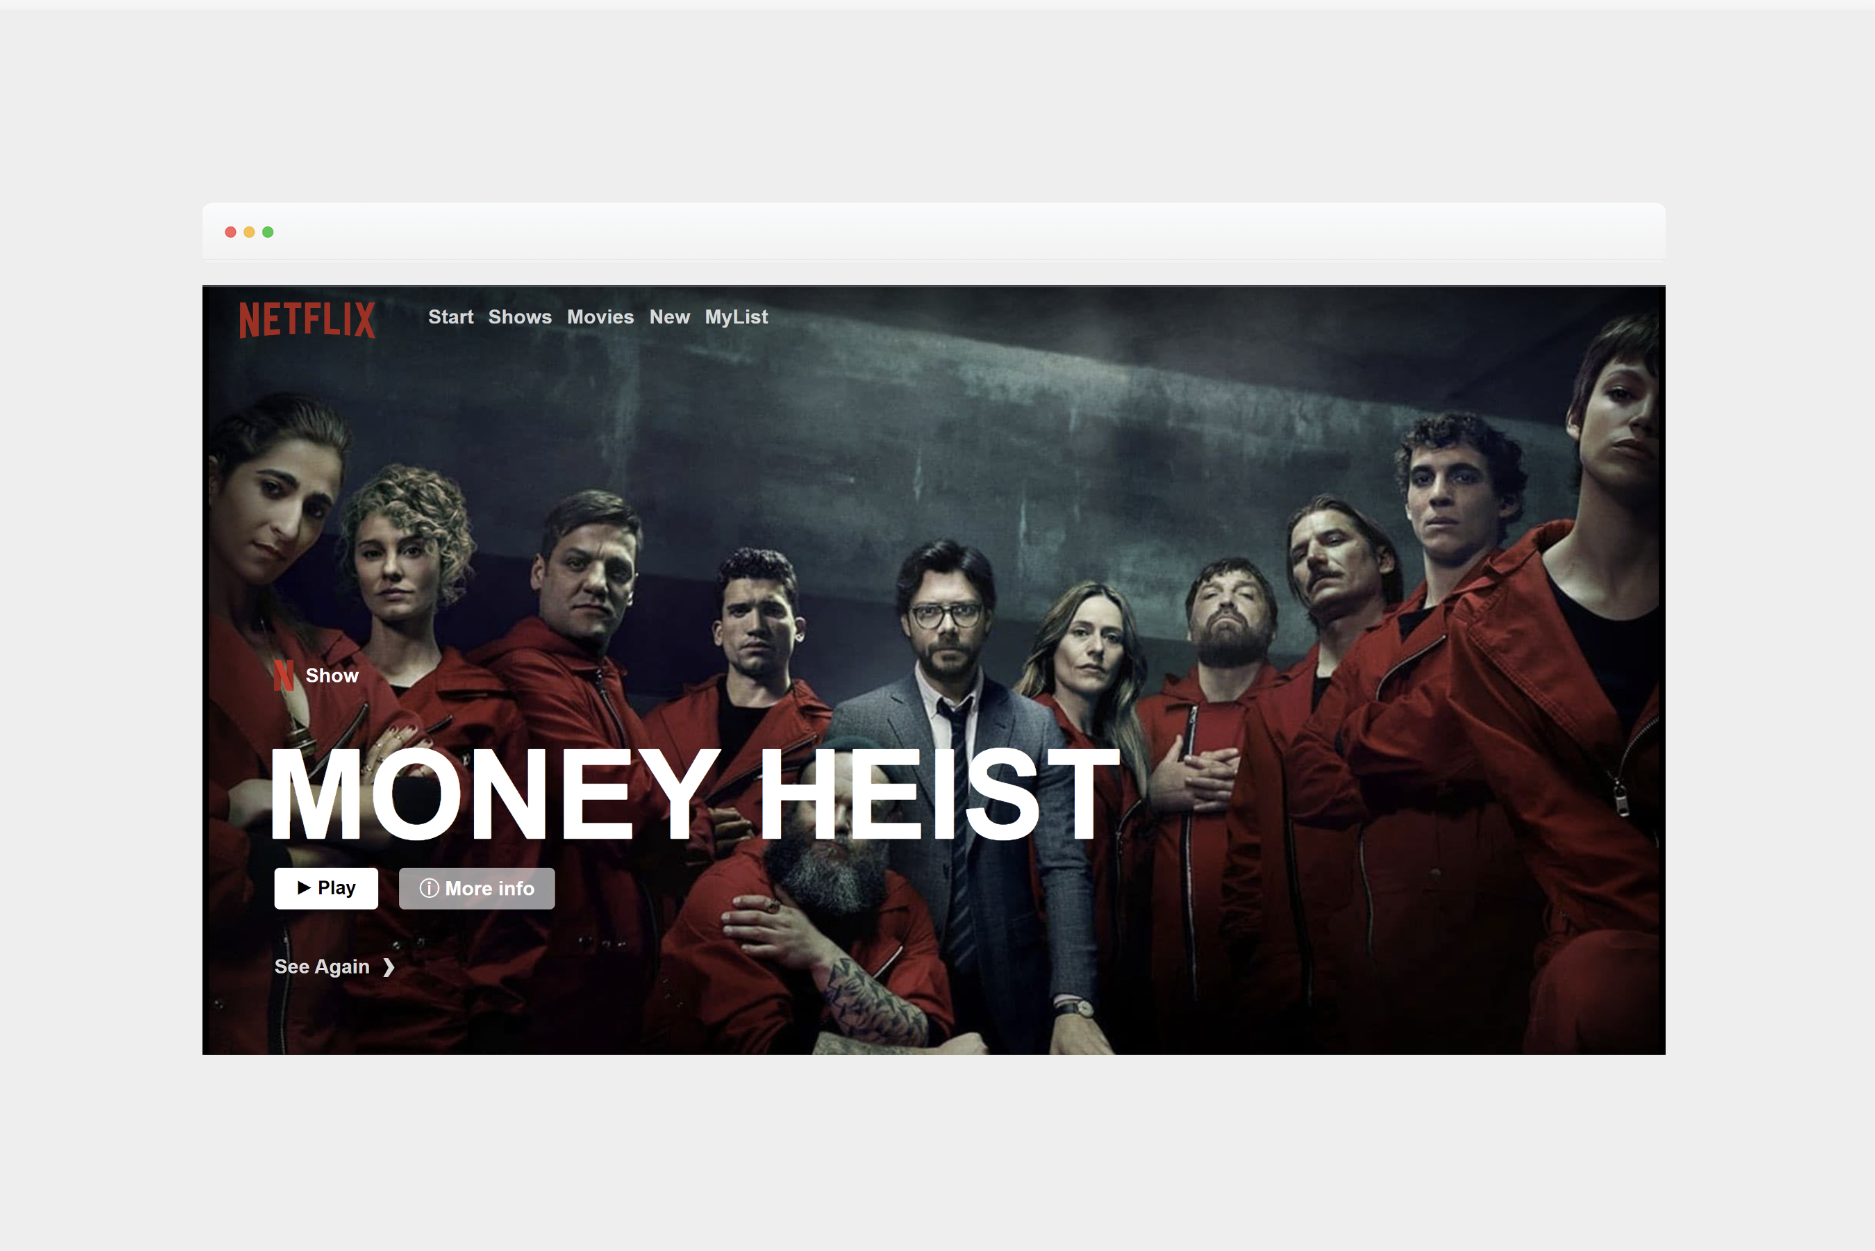 NETFLIX Start Shows Movies New MyList
N Show
MONEY HEIST
Play More info
See Again